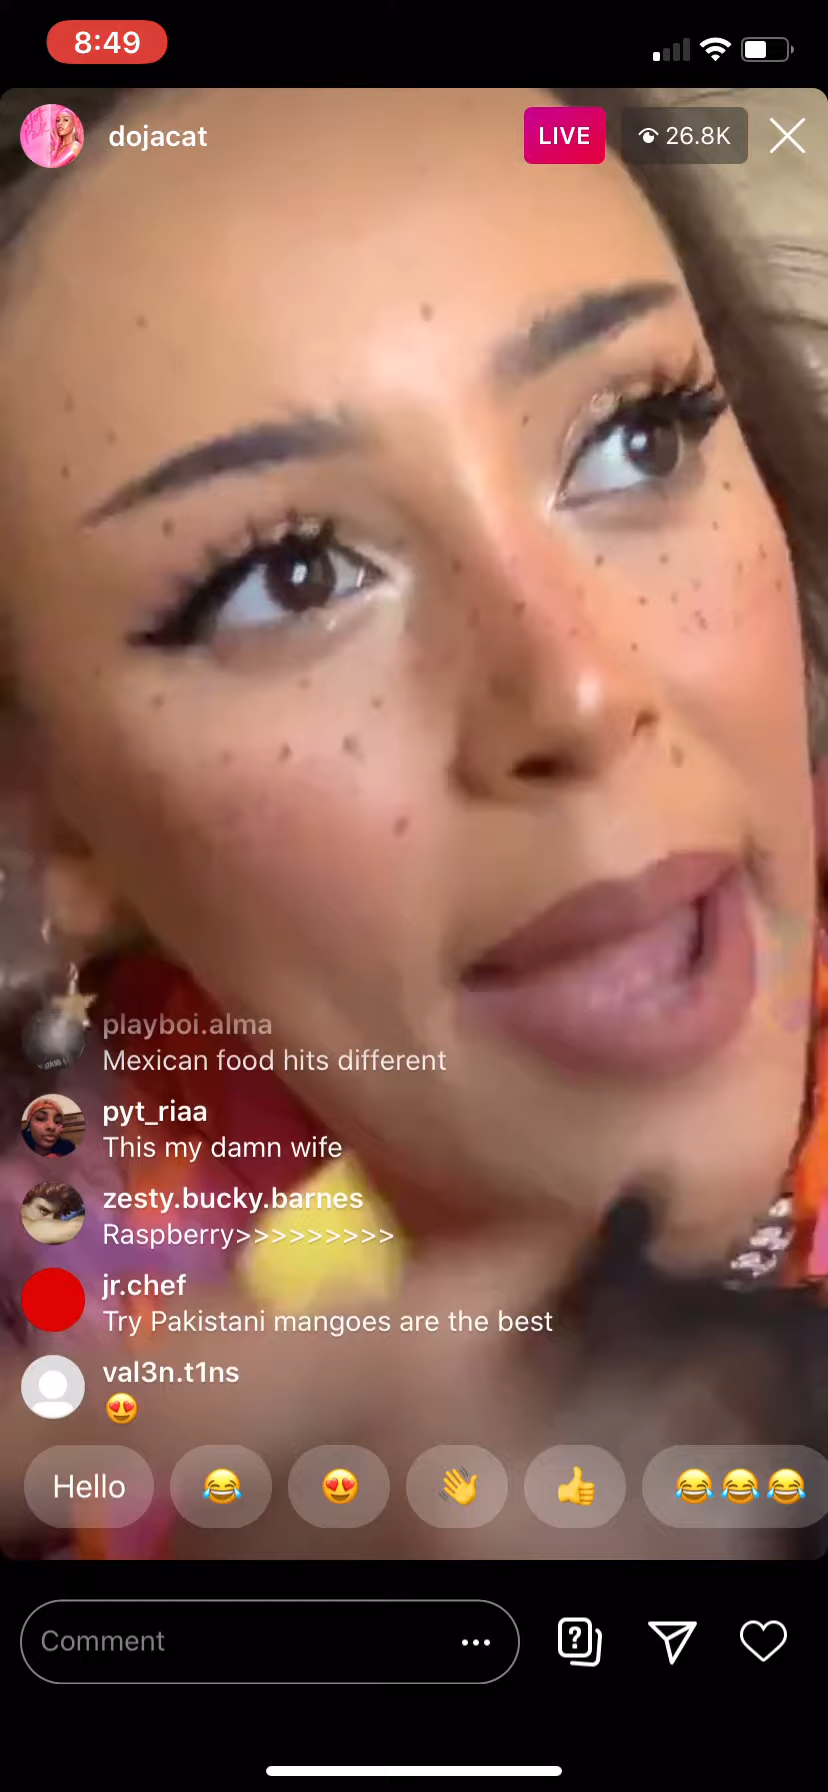 8:49
dojacat
LIVE
26.8K
playboi.alma
Mexican food hits different
pyt_riaa
This my damn wife
zesty.bucky.barnes
Raspberry>>>>>>>>>
jr.chef
Try Pakistani mangoes are the best
val3n.t1ns
😍
Hello
😂
😍
👋
👍
😂😂😂
Comment